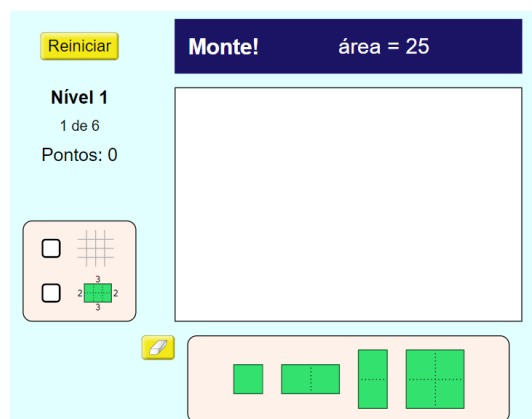 Reiniciar
Monte! área = 25
Nível 1
1 de 6
Pontos: 0
3
2 2
3